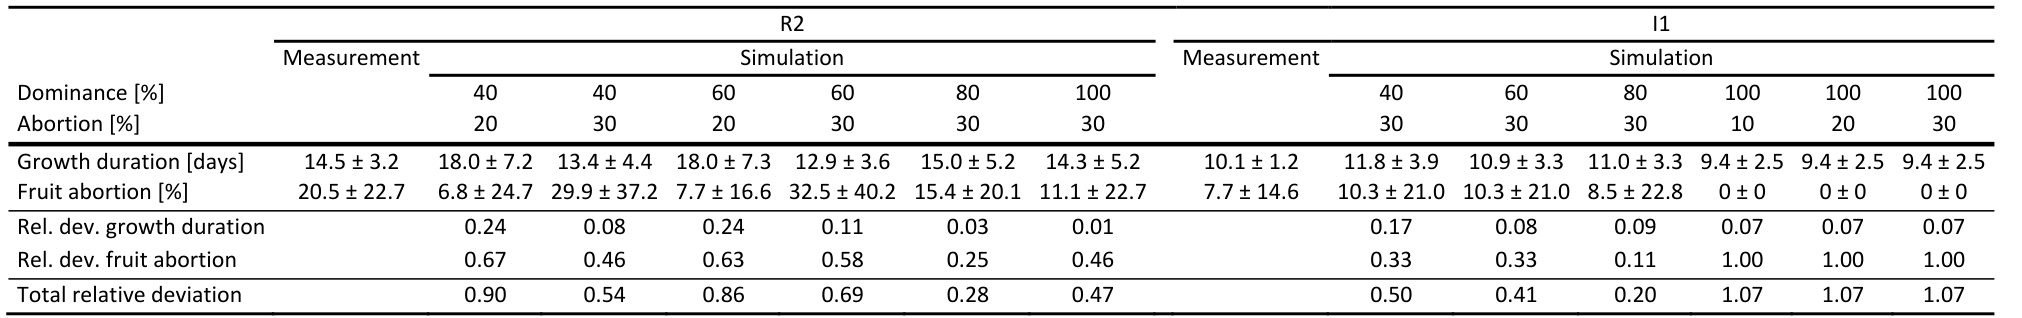 R2 I1
Measurement Simulation Measurement Simulation
Dominance [%] 40 40 60 60 80 100 40 60 80 100 100 100
Abortion [%] 20 30 20 30 30 30 30 30 30 10 20 30
Growth duration [days] 14.5 ± 3.2 18.0 ± 7.2 13.4 ± 4.4 18.0 ± 7.3 12.9 ± 3.6 15.0 ± 5.2 14.3 ± 5.2 10.1 ± 1.2 11.8 ± 3.9 10.9 ± 3.3 11.0 ± 3.3 9.4 ± 2.5 9.4 ± 2.5 9.4 ± 2.5
Fruit abortion [%] 20.5 ± 22.7 6.8 ± 24.7 29.9 ± 37.2 7.7 ± 16.6 32.5 ± 40.2 15.4 ± 20.1 11.1 ± 22.7 7.7 ± 14.6 10.3 ± 21.0 10.3 ± 21.0 8.5 ± 22.8 0 ± 0 0 ± 0 0 ± 0
Rel. dev. growth duration 0.24 0.08 0.24 0.11 0.03 0.01 0.17 0.08 0.09 0.07 0.07 0.07
Rel. dev. fruit abortion 0.67 0.46 0.63 0.58 0.25 0.46 0.33 0.33 0.11 1.00 1.00 1.00
Total relative deviation 0.90 0.54 0.86 0.69 0.28 0.47 0.50 0.41 0.20 1.07 1.07 1.07